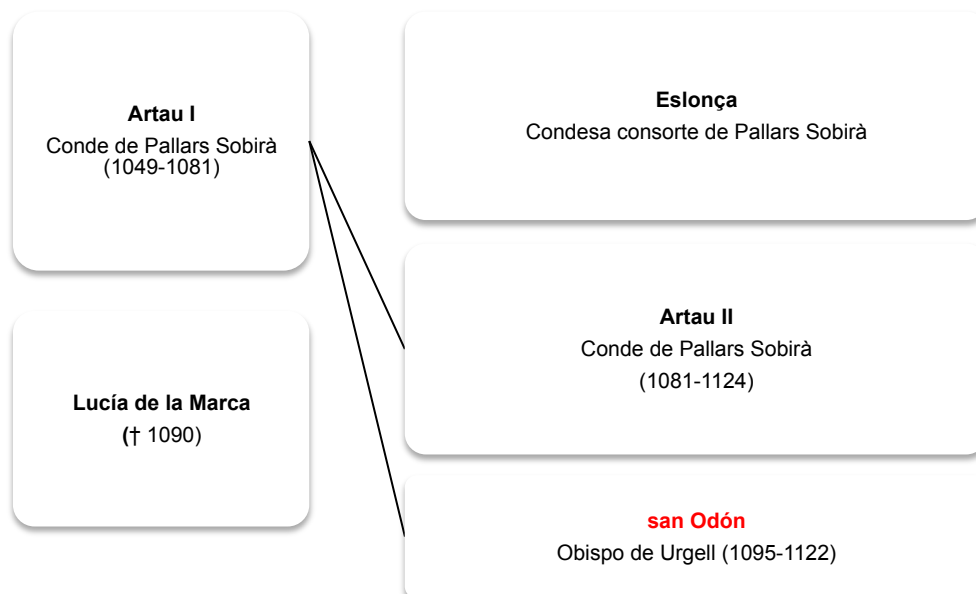 Artau I
Conde de Pallars Sobirà
(1049-1081)
Lucía de la Marca
(† 1090)
Eslonça
Condesa consorte de Pallars Sobirà
Artau II
Conde de Pallars Sobirà
(1081-1124)
san Odón
Obispo de Urgell (1095-1122)